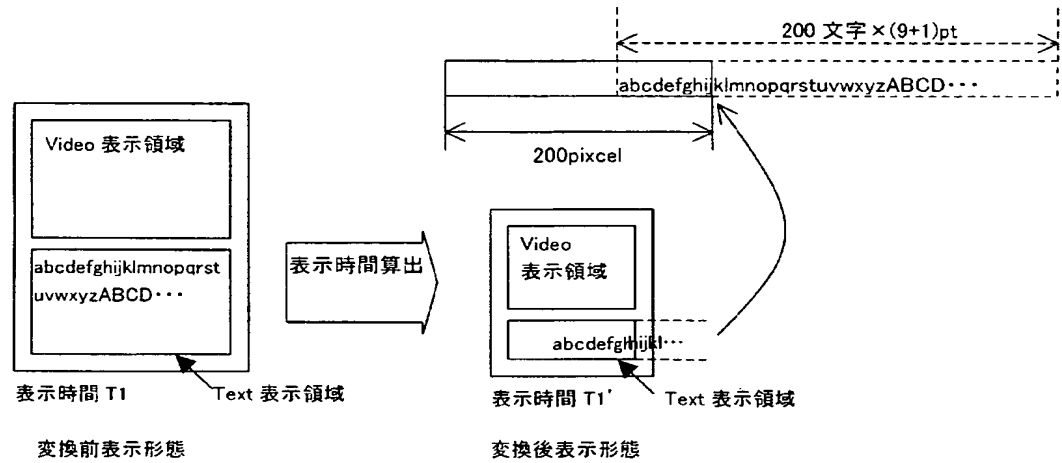 200 文字×(9+1)pt
abcdefghijklmnopqrstuvwxyzABCD・・・
200pixcel
Video 表示領域
abcdefghijklmnopqrst
uvwxyzABCD・・・
表示時間算出
Video
表示領域
abcdefghijkl・・・
表示時間 T1
Text 表示領域
表示時間 T1'
Text 表示領域
変換前表示形態
変換後表示形態